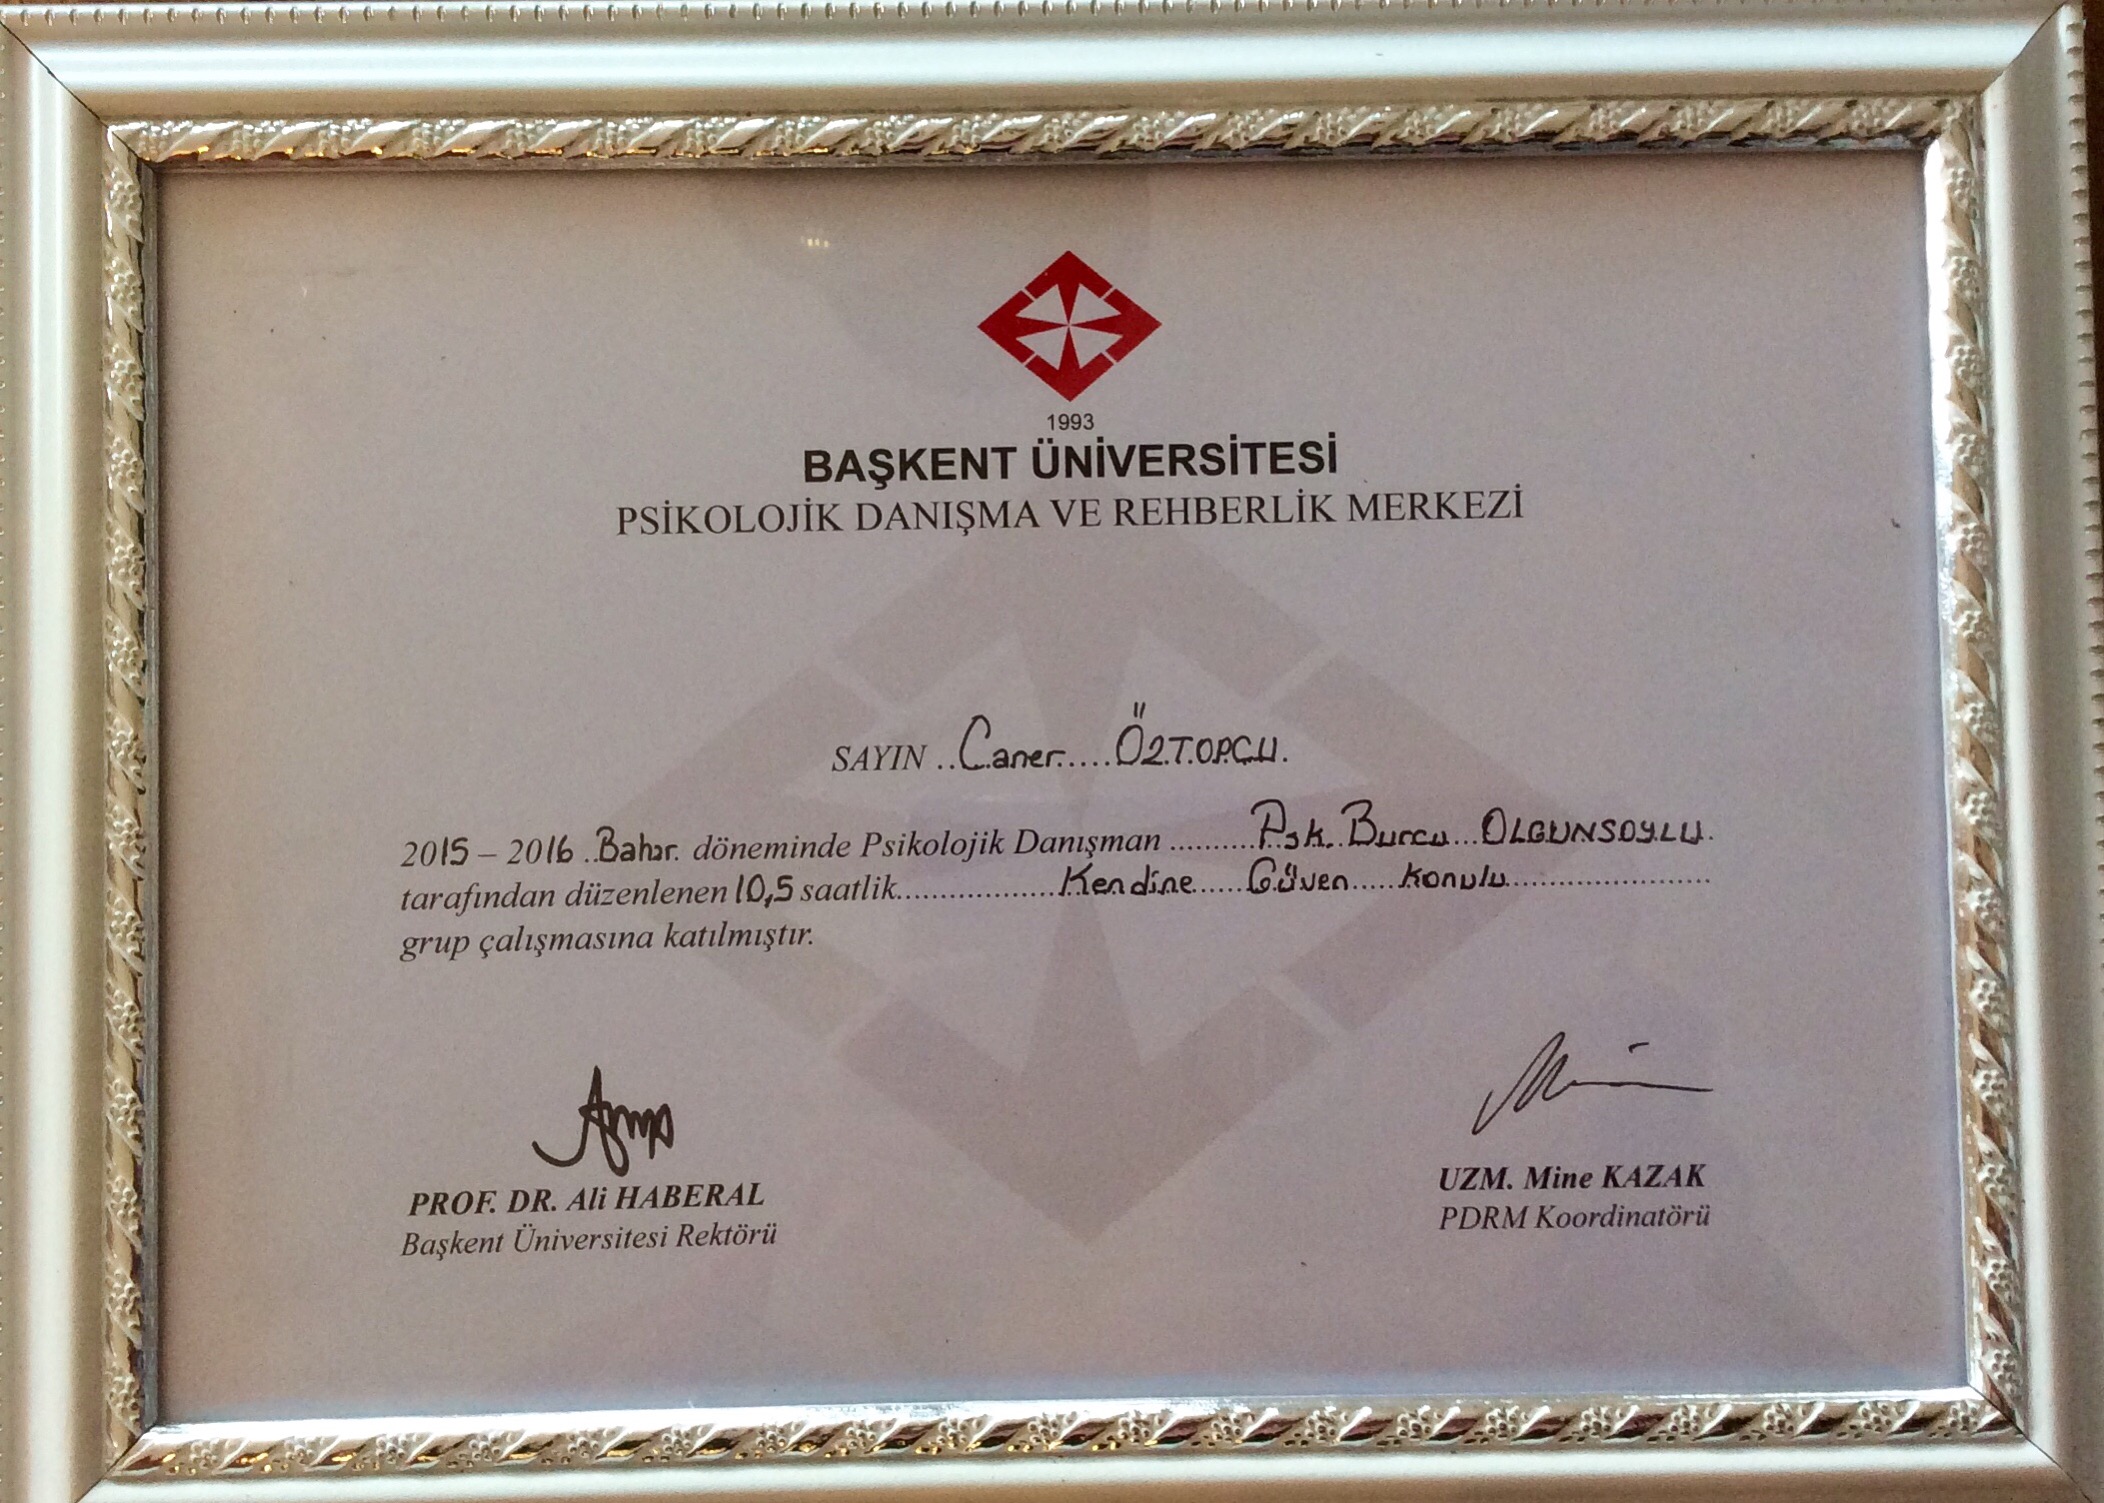 1993
BAŞKENT ÜNİVERSİTESİ
PSİKOLOJİK DANIŞMA VE REHBERLİK MERKEZİ
SAYIN ..Caner.....ÖZTOPÇU.
2015 – 2016 ..Bahar. döneminde Psikolojik Danışman ..........Psk. Burcu...OLGUNSOYLU.
tarafından düzenlenen 10,5 saatlik..................Kendine.....Güven.....Konulu.......................
grup çalışmasına katılmıştır.
PROF. DR. Ali HABERAL
Başkent Üniversitesi Rektörü
UZM. Mine KAZAK
PDRM Koordinatörü